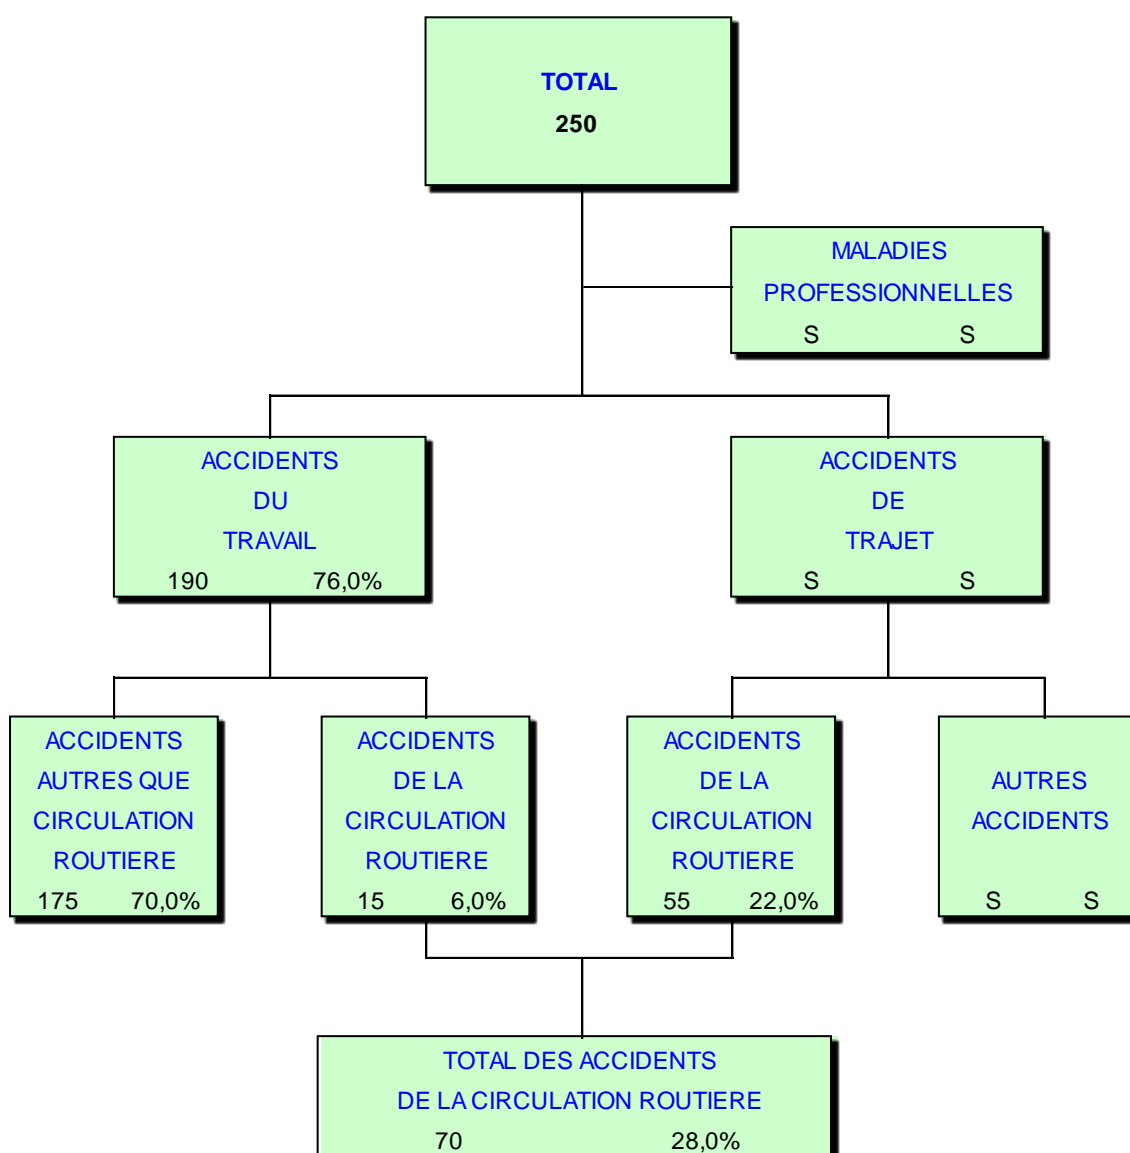 TOTAL
250
MALADIES
PROFESSIONNELLES
S S
ACCIDENTS
DU
TRAVAIL
190 76,0%
ACCIDENTS
DE
TRAJET
S S
ACCIDENTS
AUTRES QUE
CIRCULATION
ROUTIERE
175 70,0%
ACCIDENTS
DE LA
CIRCULATION
ROUTIERE
15 6,0%
ACCIDENTS
DE LA
CIRCULATION
ROUTIERE
55 22,0%
AUTRES
ACCIDENTS
S S
TOTAL DES ACCIDENTS
DE LA CIRCULATION ROUTIERE
70 28,0%